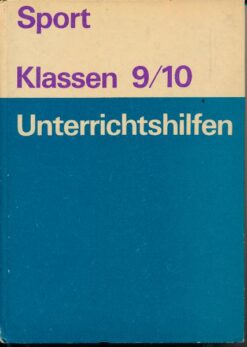 Sport
Klassen 9/10
Unterrichtshilfen